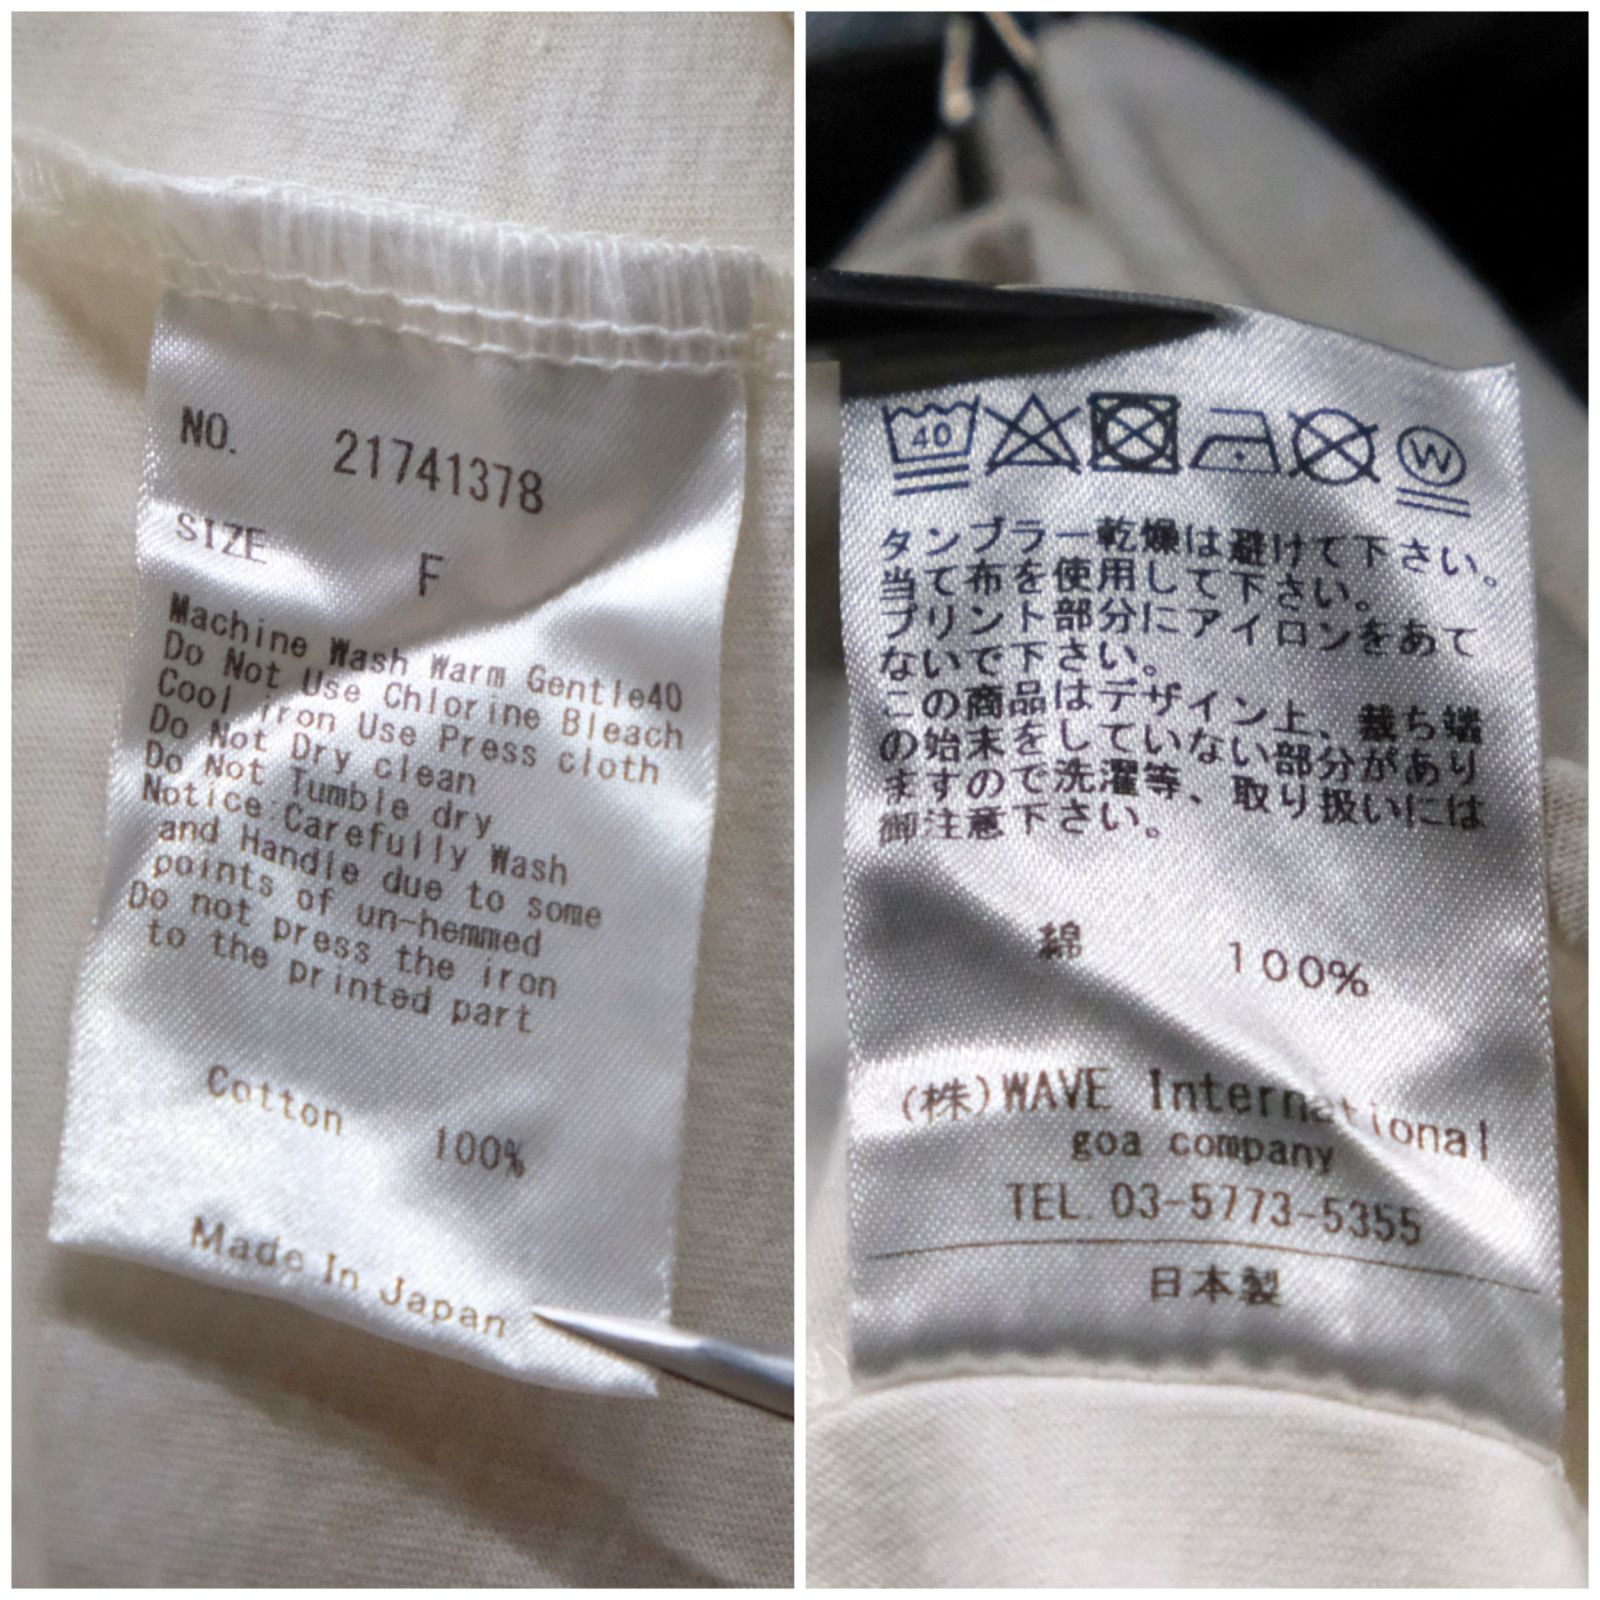 NO. 21741378
SIZE F
Machine Wash Warm Gentle40
Do Not Use Chlorine Bleach
Cool iron Use Press cloth
Do Not Dry clean
Do Not Tumble dry
Notice:Carefully Wash
and Handle due to some
points of un-hemmed
Do not press the iron
to the printed part
Cotton 100%
Made In Japan
40 W
タンブラー乾燥は避けて下さい。
当て布を使用して下さい。
プリント部分にアイロンをあて
ないで下さい。
この商品はデザイン上、裁ち端
の始末をしていない部分があり
ますので洗濯等、取り扱いには
御注意下さい。
綿 100%
(株)WAVE International
goa company
TEL.03-5773-5355
日本製